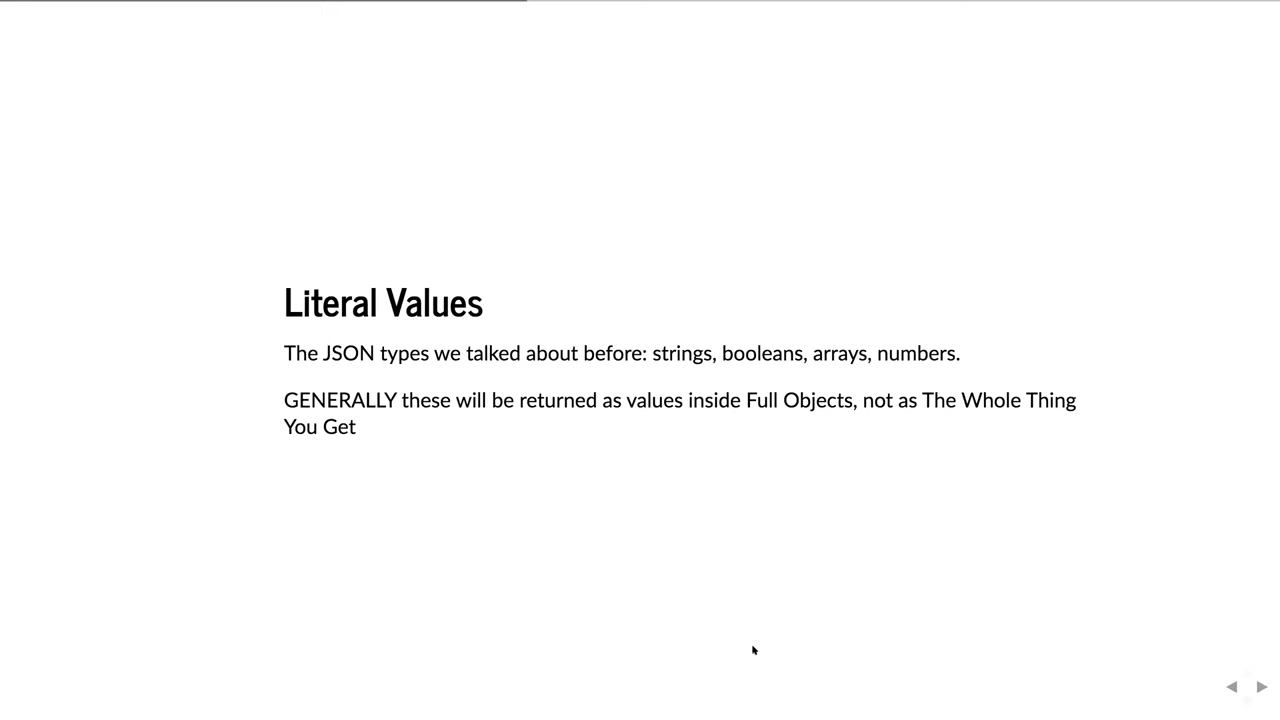 Literal Values
The JSON types we talked about before: strings, booleans, arrays, numbers.
GENERALLY these will be returned as values inside Full Objects, not as The Whole Thing
You Get